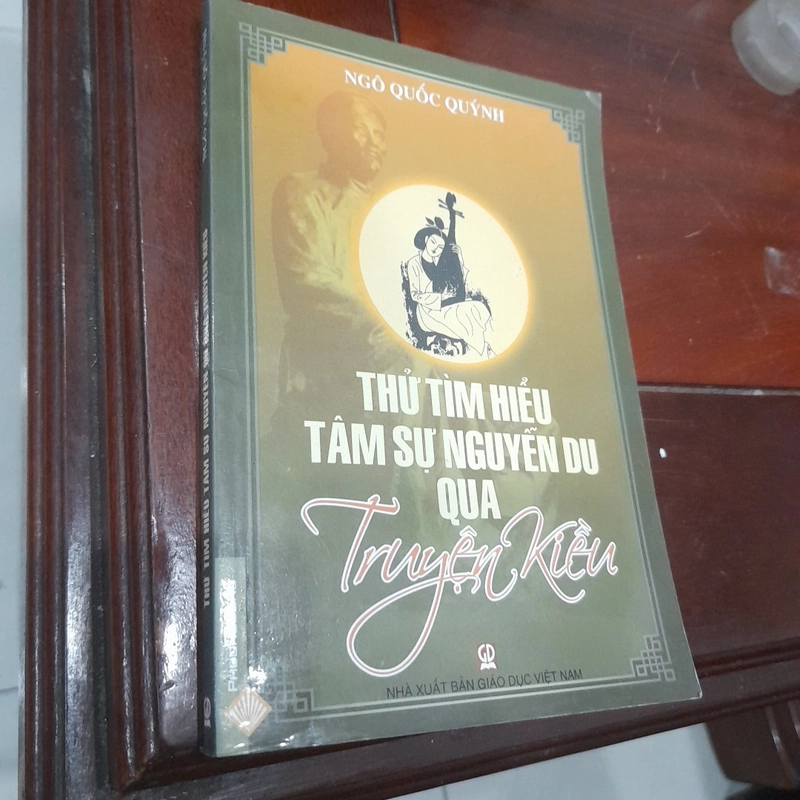 NGÔ QUỐC QUÝNH
THỬ TÌM HIỂU
TÂM SỰ NGUYỄN DU
QUA
Truyện Kiều
GD
NHÀ XUẤT BẢN GIÁO DỤC VIỆT NAM
THỬ TÌM HIỂU TÂM SỰ NGUYỄN DU QUA TRUYỆN KIỀU